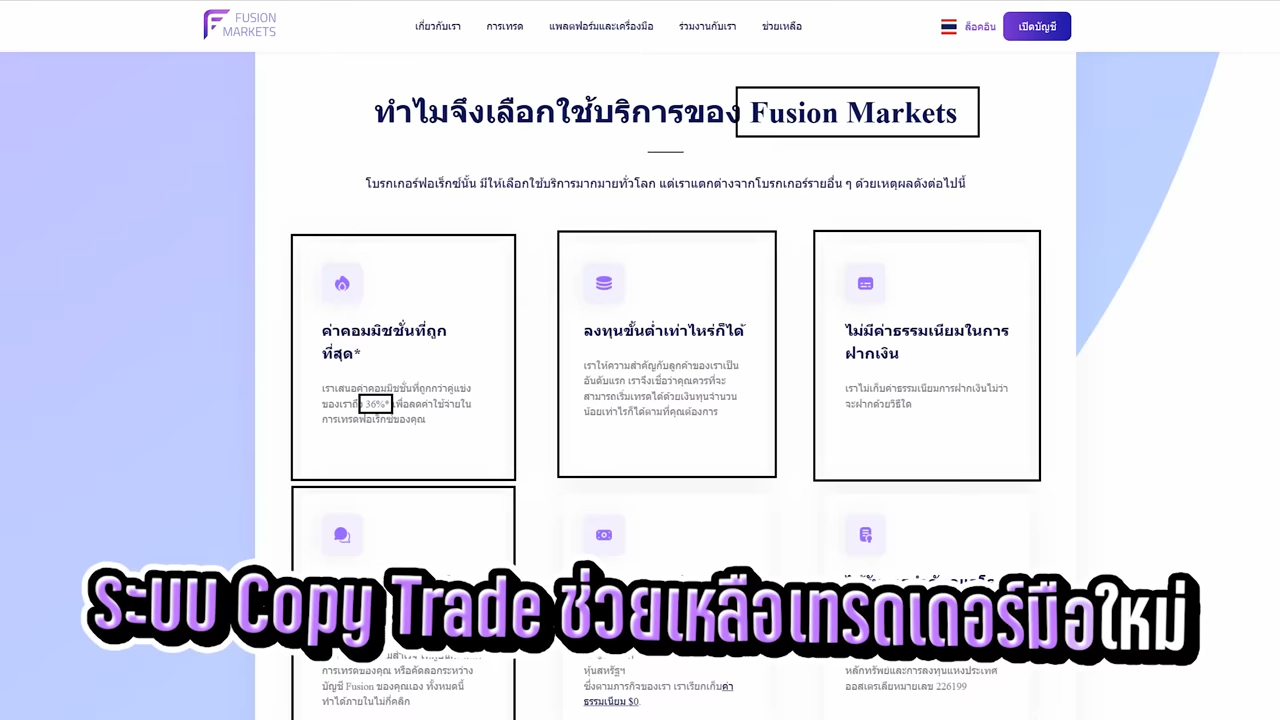 FUSION
MARKETS
เกี่ยวกับเรา การเทรด แพลตฟอร์มและเครื่องมือ ร่วมงานกับเรา ช่วยเหลือ ล็อคอิน เปิดบัญชี
ทำไมจึงเลือกใช้บริการของ Fusion Markets
โบรกเกอร์ฟอเร็กซ์นั้น มีให้เลือกใช้บริการมากมายทั่วโลก แต่เราแตกต่างจากโบรกเกอร์รายอื่น ๆ ด้วยเหตุผลดังต่อไปนี้
ค่าคอมมิชชั่นที่ถูก
ที่สุด*
เราเสนอค่าคอมมิชชั่นที่ถูกกว่าคู่แข่ง
ของเราถึง 36%* เพื่อลดค่าใช้จ่ายใน
การเทรดฟอเร็กซ์ของคุณ
ลงทุนขั้นต่ำเท่าไหร่ก็ได้
เราให้ความสำคัญกับลูกค้าของเราเป็น
อันดับแรก เราจึงเชื่อว่าคุณควรที่จะ
สามารถเริ่มเทรดได้ด้วยเงินทุนจำนวน
น้อยเท่าไรก็ได้ตามที่คุณต้องการ
ไม่มีค่าธรรมเนียมในการ
ฝากเงิน
เราไม่เก็บค่าธรรมเนียมการฝากเงินไม่ว่า
จะฝากด้วยวิธีใด
ระบบ Copy Trade ช่วยเหลือเทรดเดอร์มือใหม่
การเทรดของคุณ หรือคัดลอกระหว่าง
บัญชี Fusion ของคุณเอง ทั้งหมดนี้
ทำได้ภายในไม่กี่คลิก
หุ้นสหรัฐฯ
ซึ่งตามภารกิจของเรา เราเรียกเก็บค่า
ธรรมเนียม $0.
หลักทรัพย์และการลงทุนแห่งประเทศ
ออสเตรเลียหมายเลข 226199